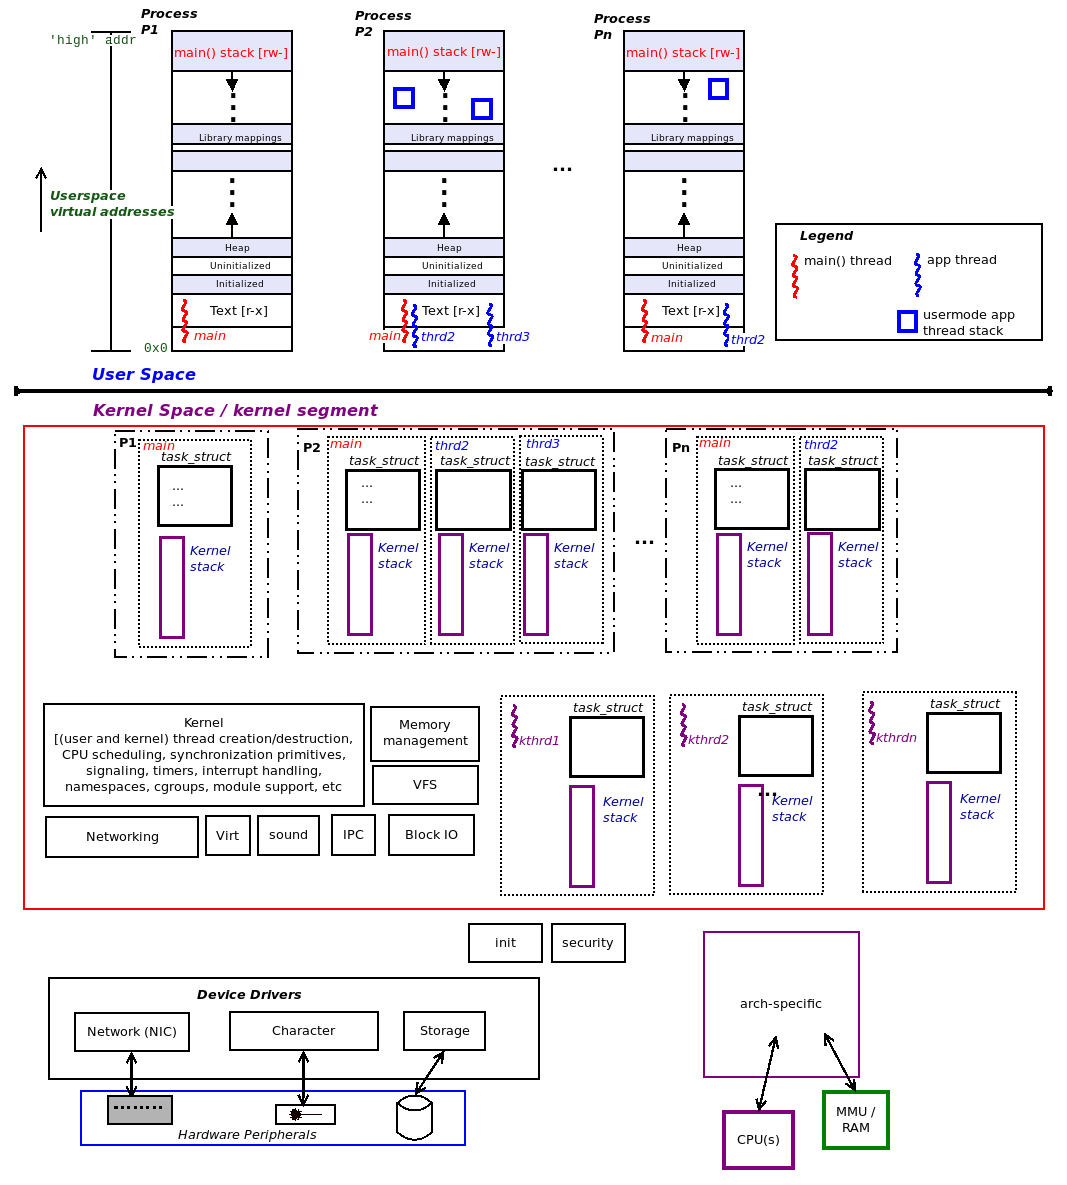 Process
P1
Process
P2
Process
Pn
'high' addr
main() stack [rw-]
main() stack [rw-]
main() stack [rw-]
Library mappings
Library mappings
Library mappings
...
Userspace
virtual addresses
Heap
Heap
Heap
Uninitialized
Uninitialized
Uninitialized
Initialized
Initialized
Initialized
Text [r-x]
Text [r-x]
Text [r-x]
main
main
thrd2
thrd3
main
thrd2
0x0
Legend
main() thread
app thread
usermode app
thread stack
User Space
Kernel Space / kernel segment
P1
main
task_struct
...
...
Kernel
stack
P2
main
task_struct
...
...
Kernel
stack
thrd2
task_struct
Kernel
stack
thrd3
task_struct
Kernel
stack
...
Pn
main
task_struct
...
...
Kernel
stack
thrd2
task_struct
Kernel
stack
Kernel
[(user and kernel) thread creation/destruction,
CPU scheduling, synchronization primitives,
signaling, timers, interrupt handling,
namespaces, cgroups, module support, etc
Memory
management
VFS
Networking
Virt
sound
IPC
Block IO
task_struct
kthrd1
Kernel
stack
task_struct
kthrd2
...
Kernel
stack
task_struct
kthrdn
Kernel
stack
init
security
Device Drivers
Network (NIC)
Character
Storage
Hardware Peripherals
arch-specific
CPU(s)
MMU /
RAM